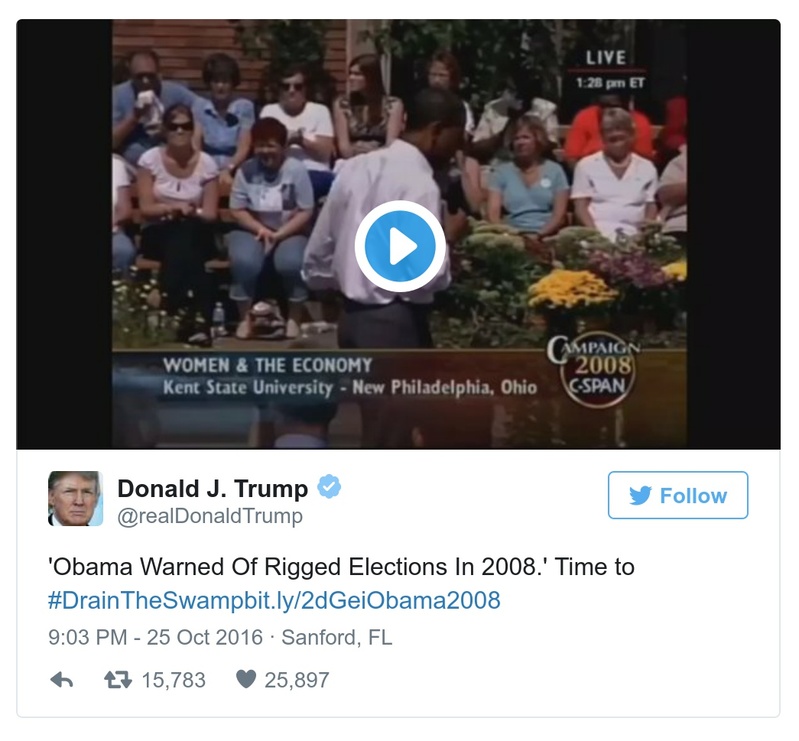 LIVE
1:28 pm ET
WOMEN & THE ECONOMY
Kent State University - New Philadelphia, Ohio
CAMPAIGN
2008
C-SPAN
Donald J. Trump
@realDonaldTrump
Follow
'Obama Warned Of Rigged Elections In 2008.' Time to
#DrainTheSwampbit.ly/2dGeiObama2008
9:03 PM - 25 Oct 2016 · Sanford, FL
15,783 25,897